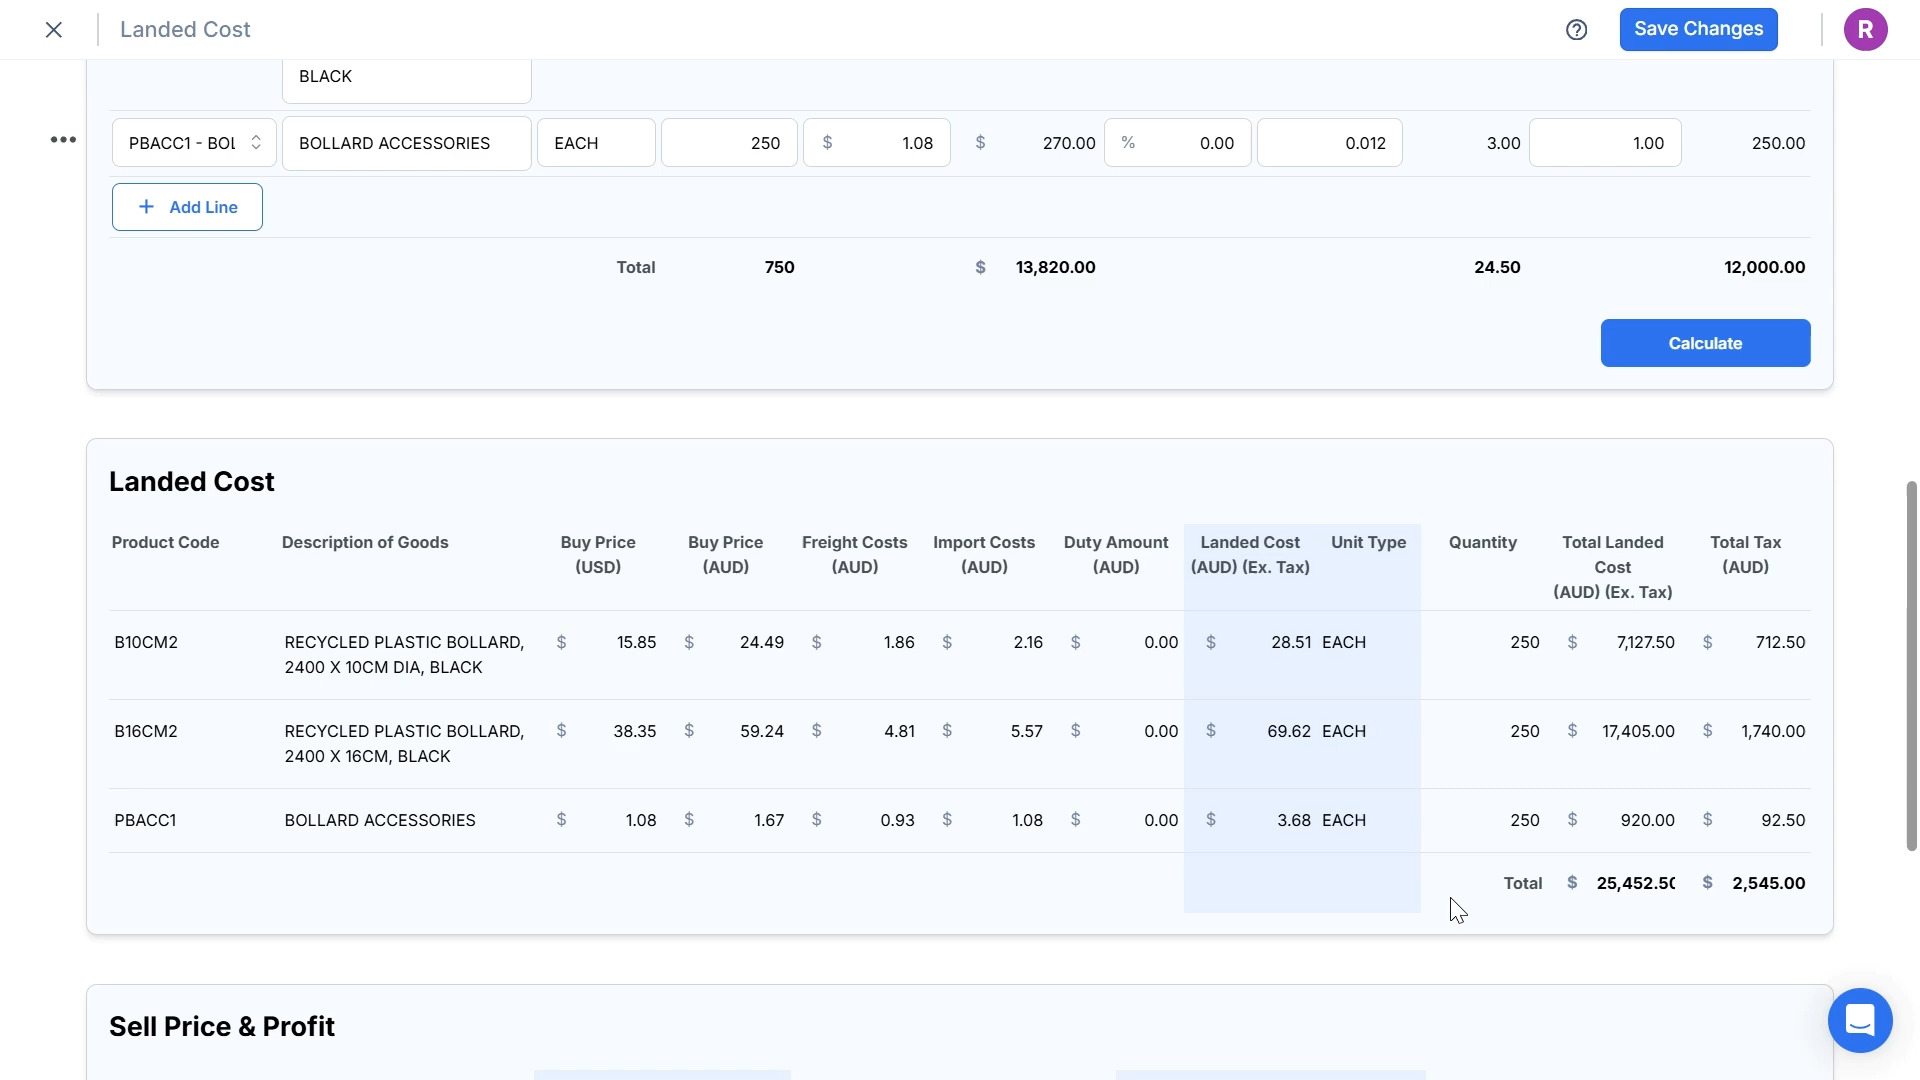 Landed Cost
Save Changes
R
BLACK
PBACC1 - BOL BOLLARD ACCESSORIES EACH 250 $ 1.08 $ 270.00 % 0.00 0.012 3.00 1.00 250.00
+ Add Line
Total 750 $ 13,820.00 24.50 12,000.00
Calculate
Landed Cost
Product Code Description of Goods Buy Price Buy Price Freight Costs Import Costs Duty Amount Landed Cost Unit Type Quantity Total Landed Total Tax
(USD) (AUD) (AUD) (AUD) (AUD) (AUD) (Ex. Tax) Cost (AUD)
(AUD) (Ex. Tax)
B10CM2 RECYCLED PLASTIC BOLLARD, $ 15.85 $ 24.49 $ 1.86 $ 2.16 $ 0.00 $ 28.51 EACH 250 $ 7,127.50 $ 712.50
2400 X 10CM DIA, BLACK
B16CM2 RECYCLED PLASTIC BOLLARD, $ 38.35 $ 59.24 $ 4.81 $ 5.57 $ 0.00 $ 69.62 EACH 250 $ 17,405.00 $ 1,740.00
2400 X 16CM, BLACK
PBACC1 BOLLARD ACCESSORIES $ 1.08 $ 1.67 $ 0.93 $ 1.08 $ 0.00 $ 3.68 EACH 250 $ 920.00 $ 92.50
Total $ 25,452.50 $ 2,545.00
Sell Price & Profit